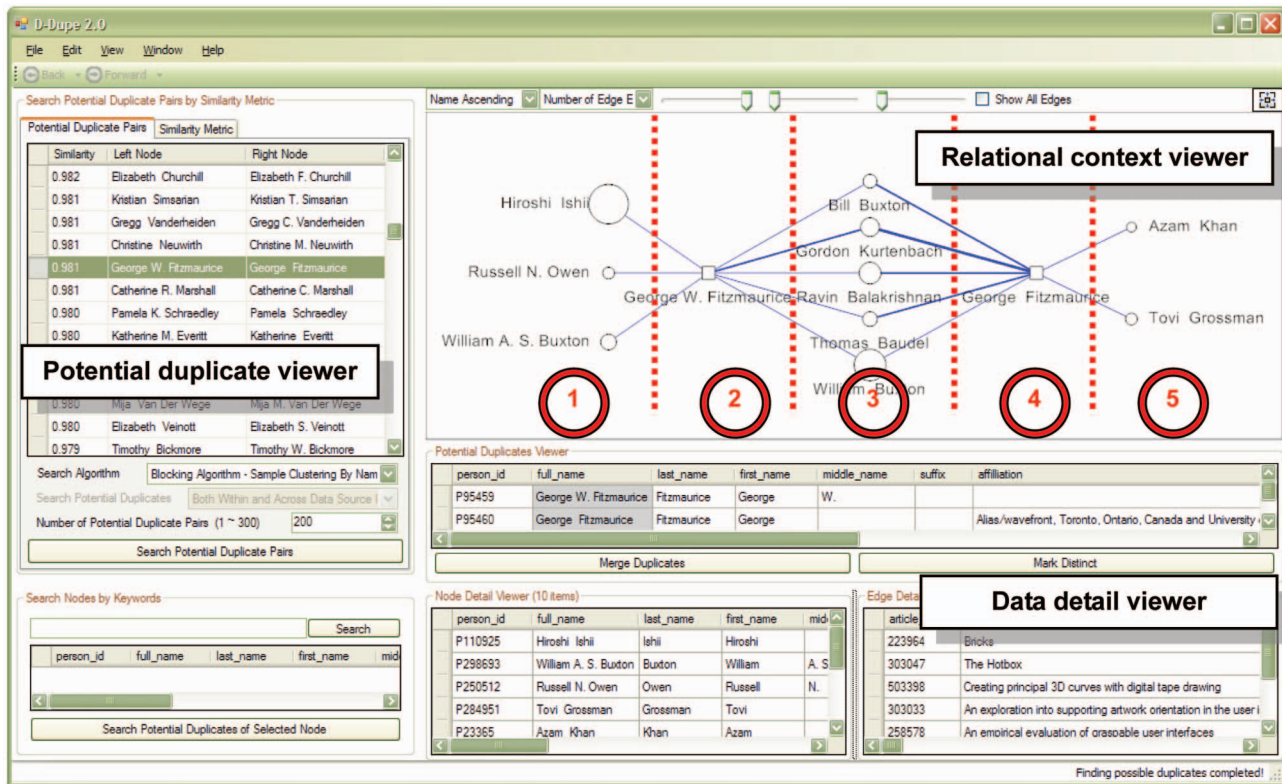 D-Dupe 2.0
File Edit View Window Help
Back Forward
Search Potential Duplicate Pairs by Similarity Metric
Potential Duplicate Pairs Similarity Metric
Similarity Left Node Right Node
0.982 Elizabeth Churchill Elizabeth F. Churchill
0.981 Kristian Simsarian Kristian T. Simsarian
0.981 Gregg Vanderheiden Gregg C. Vanderheiden
0.981 Christine Neuwirth Christine M. Neuwirth
0.981 George W. Fitzmaurice George Fitzmaurice
0.981 Catherine R. Marshall Catherine C. Marshall
0.980 Pamela K. Schraedley Pamela Schraedley
0.980 Katherine M. Everitt Katherine Everitt
Potential duplicate viewer
0.980 Mija Van Der Wege Mija M. Van Der Wege
0.980 Elizabeth Veinott Elizabeth S. Veinott
0.979 Timothy Bickmore Timothy W. Bickmore
Search Algorithm Blocking Algorithm - Sample Clustering By Nam
Search Potential Duplicates Both Within and Across Data Source
Number of Potential Duplicate Pairs (1 ~ 300) 200
Search Potential Duplicate Pairs
Search Nodes by Keywords
Search
person_id full_name last_name first_name midd
Search Potential Duplicates of Selected Node
Name Ascending Number of Edge E Show All Edges
Relational context viewer
Hiroshi Ishii
Bill Buxton
Azam Khan
Gordon Kurtenbach
Russell N. Owen
George W. Fitzmaurice Ravin Balakrishnan George Fitzmaurice
Tovi Grossman
William A. S. Buxton
Thomas Baudel
William Buxton
1 2 3 4 5
Potential Duplicates Viewer
person_id full_name last_name first_name middle_name suffix affilliation
P95459 George W. Fitzmaurice Fitzmaurice George W.
P95460 George Fitzmaurice Fitzmaurice George Alias/wavefront, Toronto, Ontario, Canada and University
Merge Duplicates Mark Distinct
Node Detail Viewer (10 items)
person_id full_name last_name first_name mid
P110925 Hiroshi Ishii Ishii Hiroshi
P298693 William A. S. Buxton Buxton William A. S
P250512 Russell N. Owen Owen Russell N.
P284951 Tovi Grossman Grossman Tovi
P23365 Azam Khan Khan Azam
Edge Detai
Data detail viewer
article
223964 Bricks
303047 The Hotbox
503398 Creating principal 3D curves with digital tape drawing
303033 An exploration into supporting artwork orientation in the user i
258578 An empirical evaluation of graspable user interfaces
Finding possible duplicates completed!